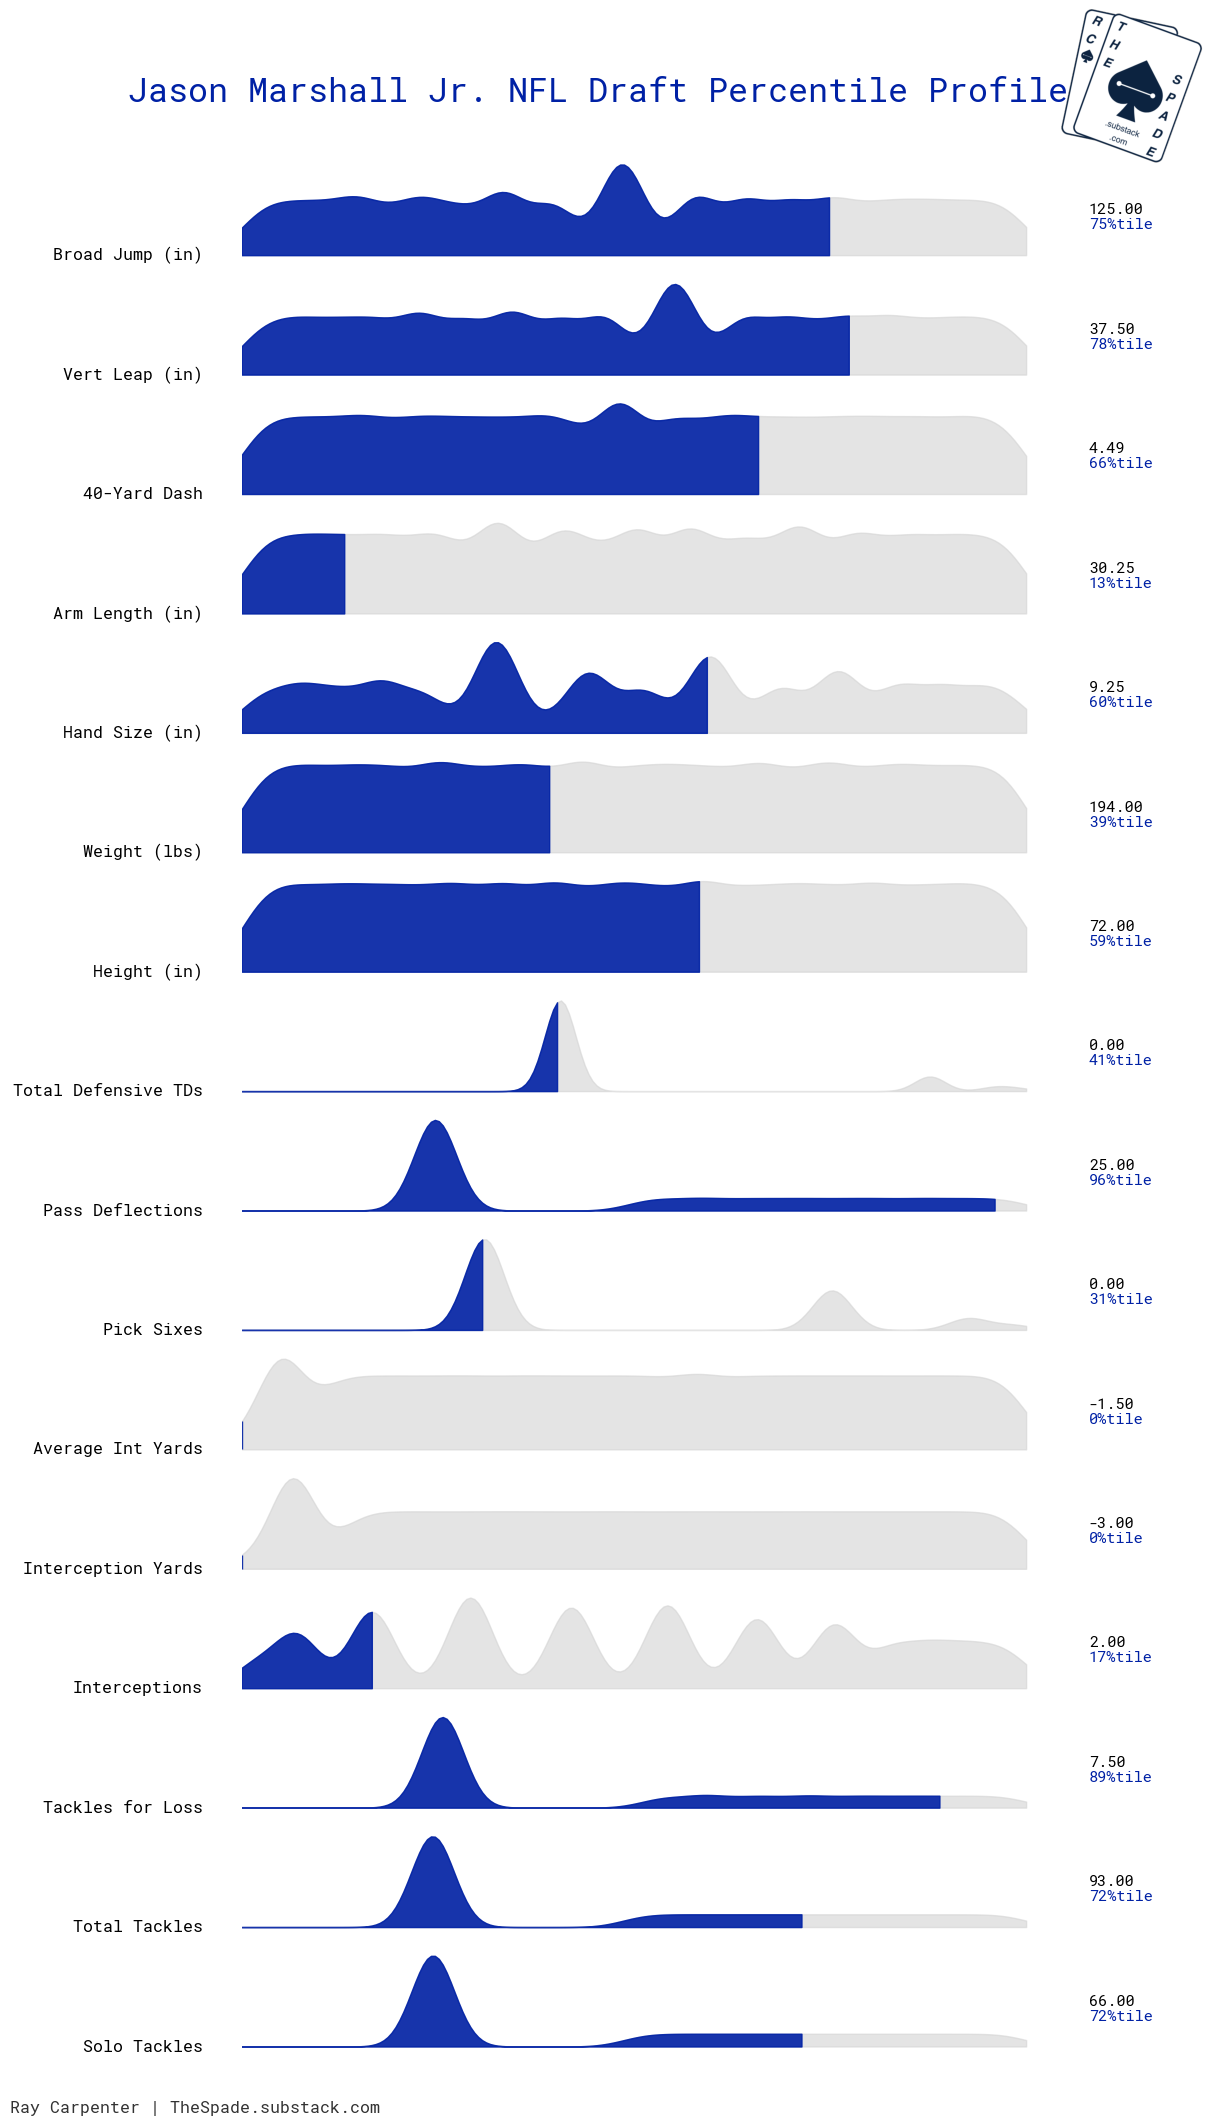 R
C
THE
SPADE
.substack
.com
Jason Marshall Jr. NFL Draft Percentile Profile
Broad Jump (in)
125.00
75%tile
Vert Leap (in)
37.50
78%tile
40-Yard Dash
4.49
66%tile
Arm Length (in)
30.25
13%tile
Hand Size (in)
9.25
60%tile
Weight (lbs)
194.00
39%tile
Height (in)
72.00
59%tile
Total Defensive TDs
0.00
41%tile
Pass Deflections
25.00
96%tile
Pick Sixes
0.00
31%tile
Average Int Yards
-1.50
0%tile
Interception Yards
-3.00
0%tile
Interceptions
2.00
17%tile
Tackles for Loss
7.50
89%tile
Total Tackles
93.00
72%tile
Solo Tackles
66.00
72%tile
Ray Carpenter | TheSpade.substack.com